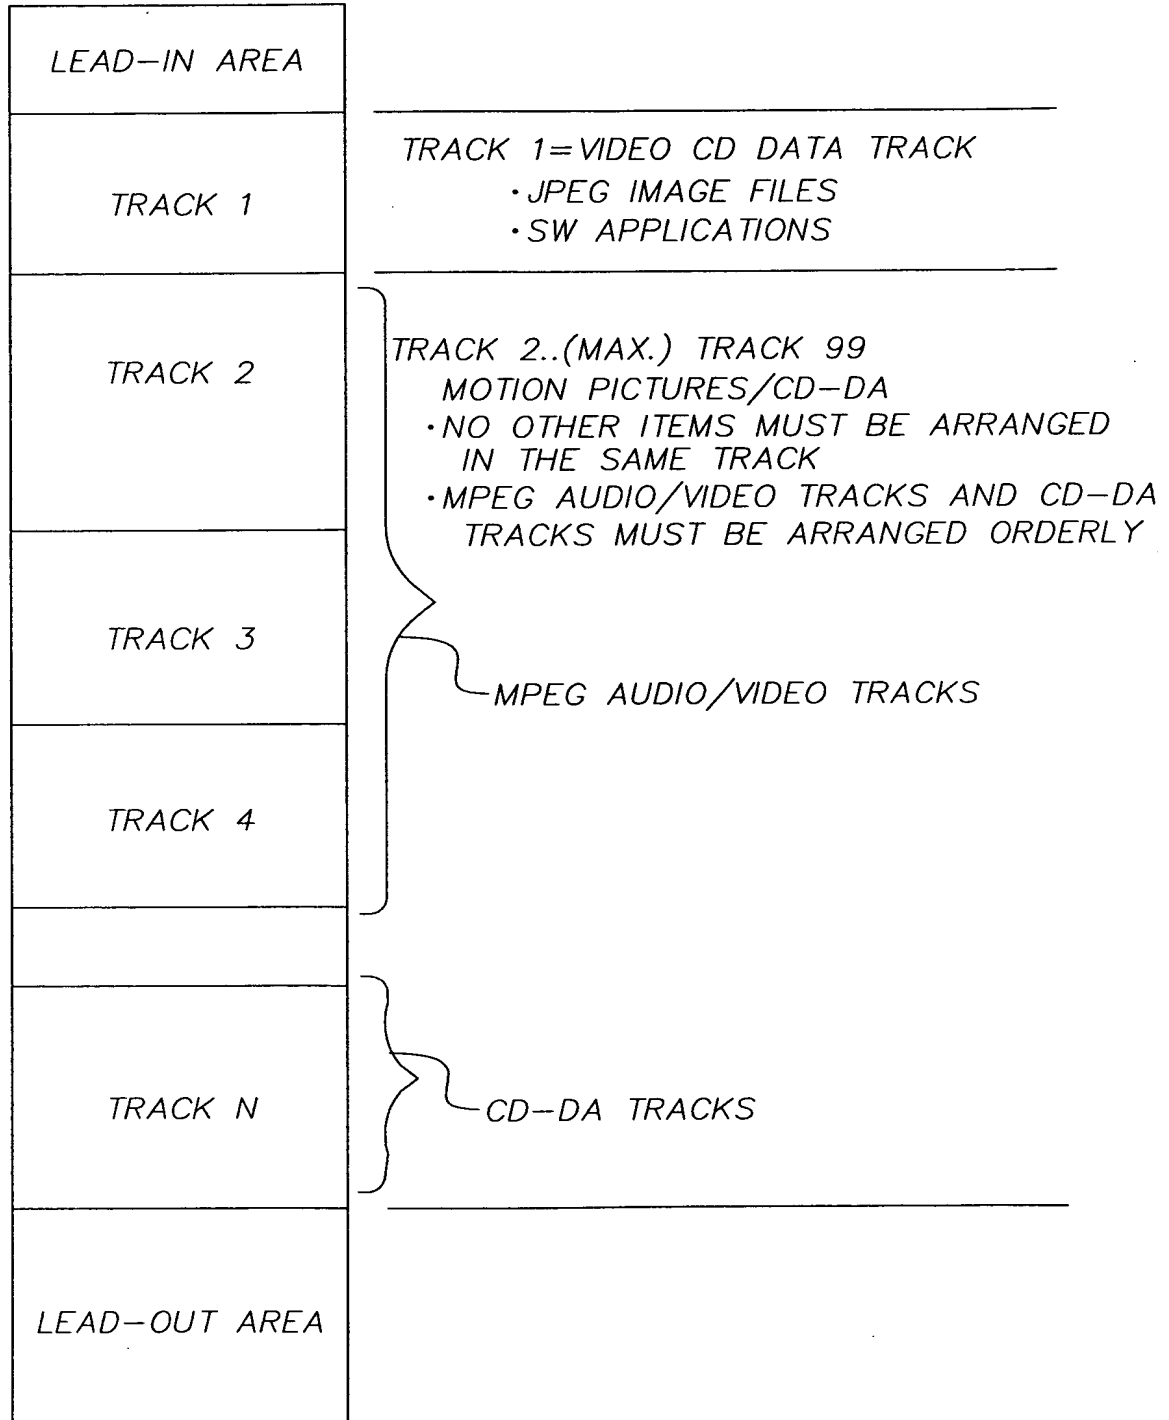 LEAD-IN AREA
TRACK 1
TRACK 1=VIDEO CD DATA TRACK
·JPEG IMAGE FILES
·SW APPLICATIONS
TRACK 2
TRACK 2..(MAX.) TRACK 99
MOTION PICTURES/CD-DA
·NO OTHER ITEMS MUST BE ARRANGED
IN THE SAME TRACK
·MPEG AUDIO/VIDEO TRACKS AND CD-DA
TRACKS MUST BE ARRANGED ORDERLY
TRACK 3
MPEG AUDIO/VIDEO TRACKS
TRACK 4
TRACK N
CD-DA TRACKS
LEAD-OUT AREA